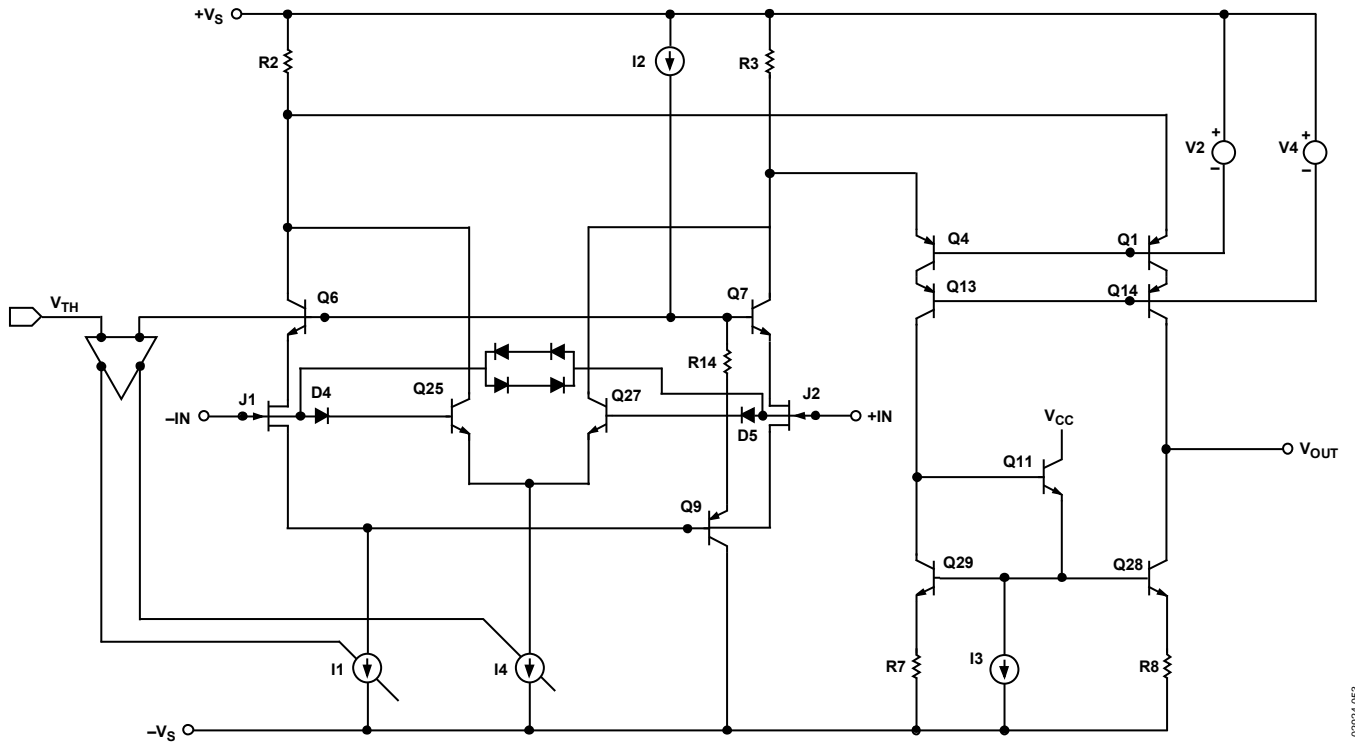 +VS
R2
I2
R3
V2
+
–
V4
+
–
Q4
Q1
Q13
Q14
VTH
Q6
Q7
R14
J1
D4
Q25
Q27
D5
J2
–IN
+IN
VCC
Q11
VOUT
Q9
Q29
Q28
I1
I4
R7
I3
R8
–VS